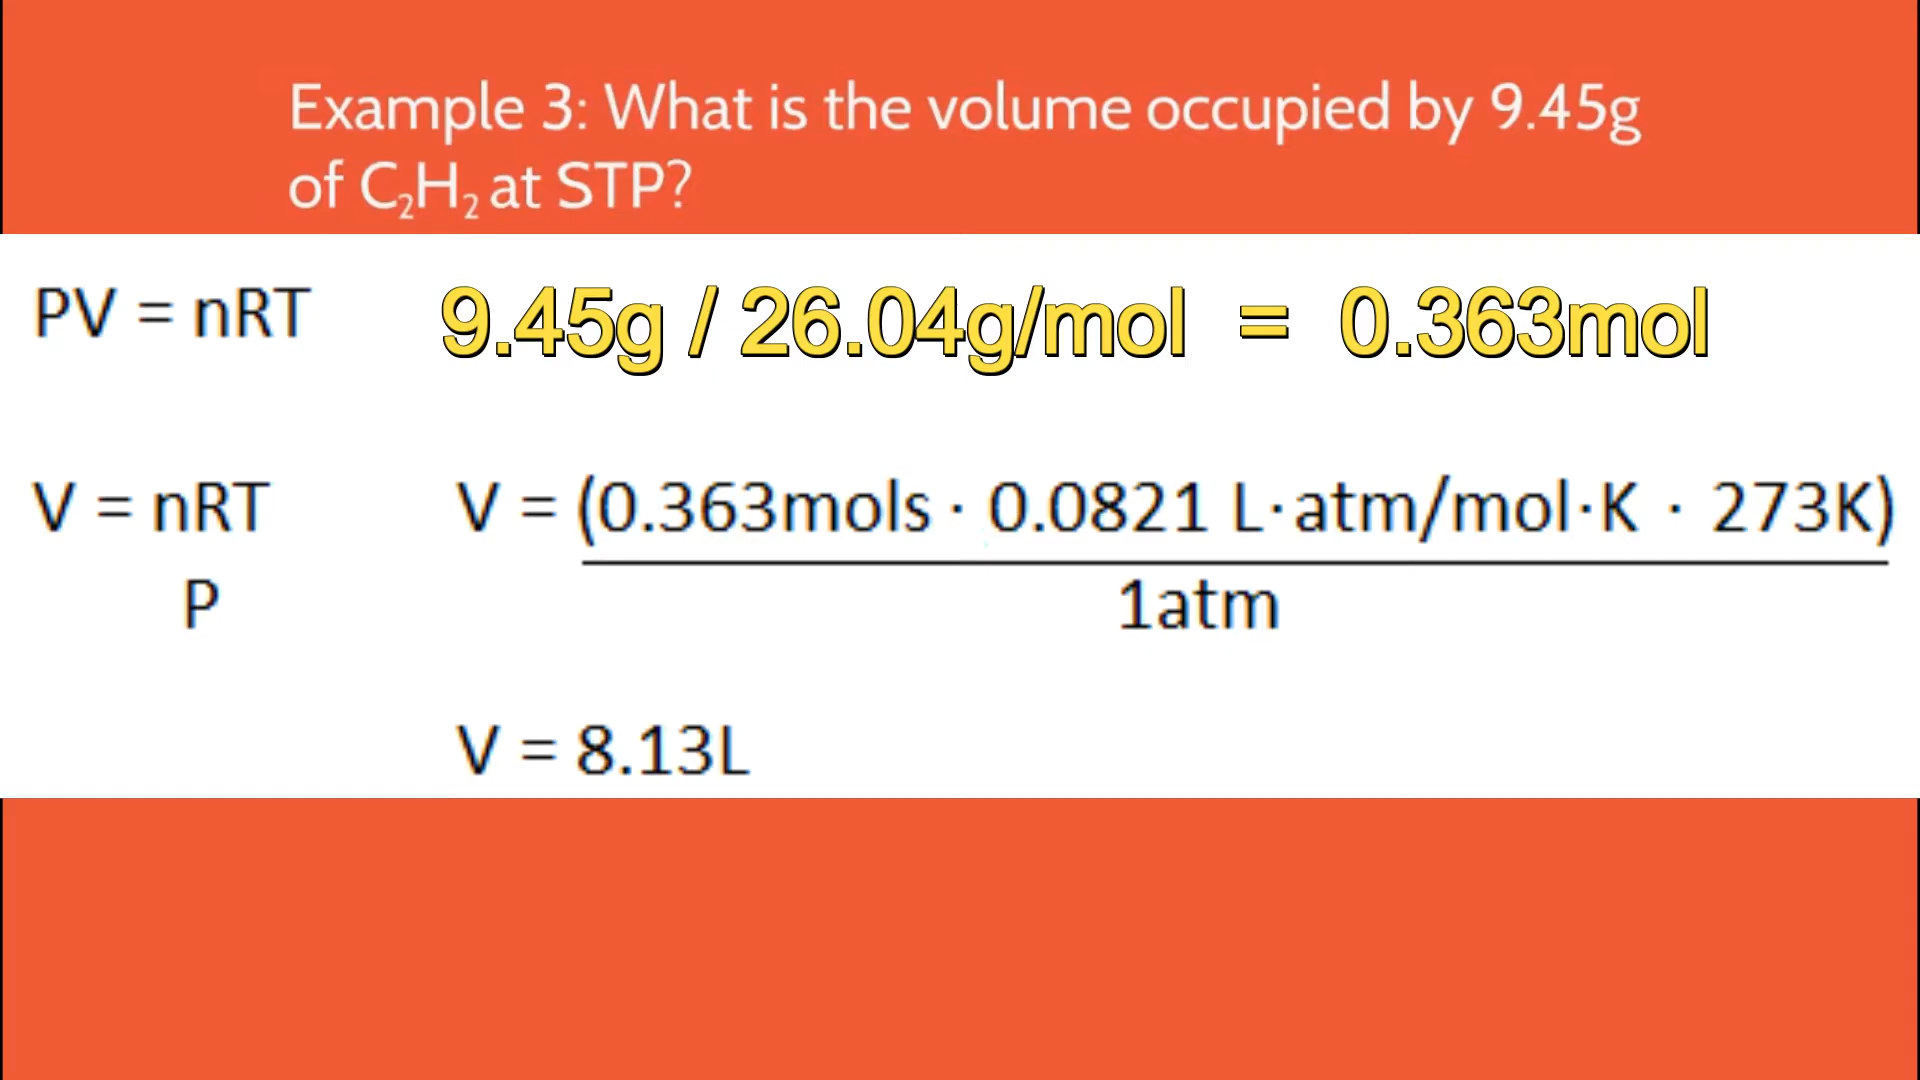 Example 3: What is the volume occupied by 9.45g
of C₂H₂ at STP?
PV = nRT
9.45g / 26.04g/mol = 0.363mol
V = nRT
P
V = (0.363mols · 0.0821 L·atm/mol·K · 273K)
1atm
V = 8.13L